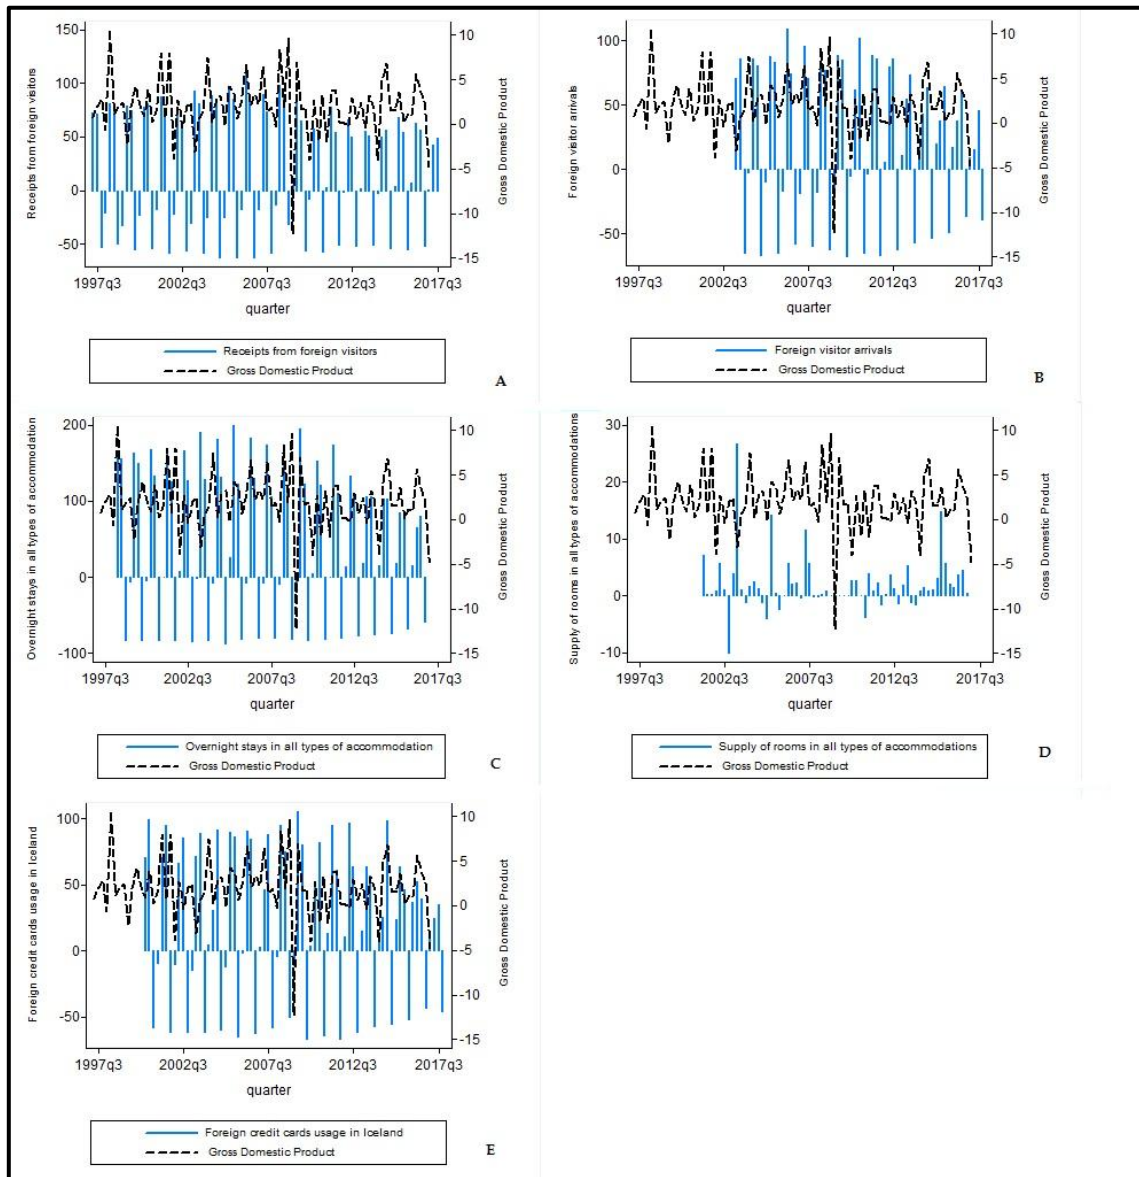 Receipts from foreign visitors
150
100
50
0
-50
10
5
0
-5
-10
-15
Gross Domestic Product
1997q3 2002q3 2007q3 2012q3 2017q3
quarter
Receipts from foreign visitors
Gross Domestic Product
A
Foreign visitor arrivals
100
50
0
-50
10
5
0
-5
-10
-15
Gross Domestic Product
1997q3 2002q3 2007q3 2012q3 2017q3
quarter
Foreign visitor arrivals
Gross Domestic Product
B
Overnight stays in all types of accommodation
200
100
0
-100
10
5
0
-5
-10
-15
Gross Domestic Product
1997q3 2002q3 2007q3 2012q3 2017q3
quarter
Overnight stays in all types of accommodation
Gross Domestic Product
C
Supply of rooms in all types of accommodations
30
20
10
0
-10
10
5
0
-5
-10
-15
Gross Domestic Product
1997q3 2002q3 2007q3 2012q3 2017q3
quarter
Supply of rooms in all types of accommodations
Gross Domestic Product
D
Foreign credit cards usage in Iceland
100
50
0
-50
10
5
0
-5
-10
-15
Gross Domestic Product
1997q3 2002q3 2007q3 2012q3 2017q3
quarter
Foreign credit cards usage in Iceland
Gross Domestic Product
E